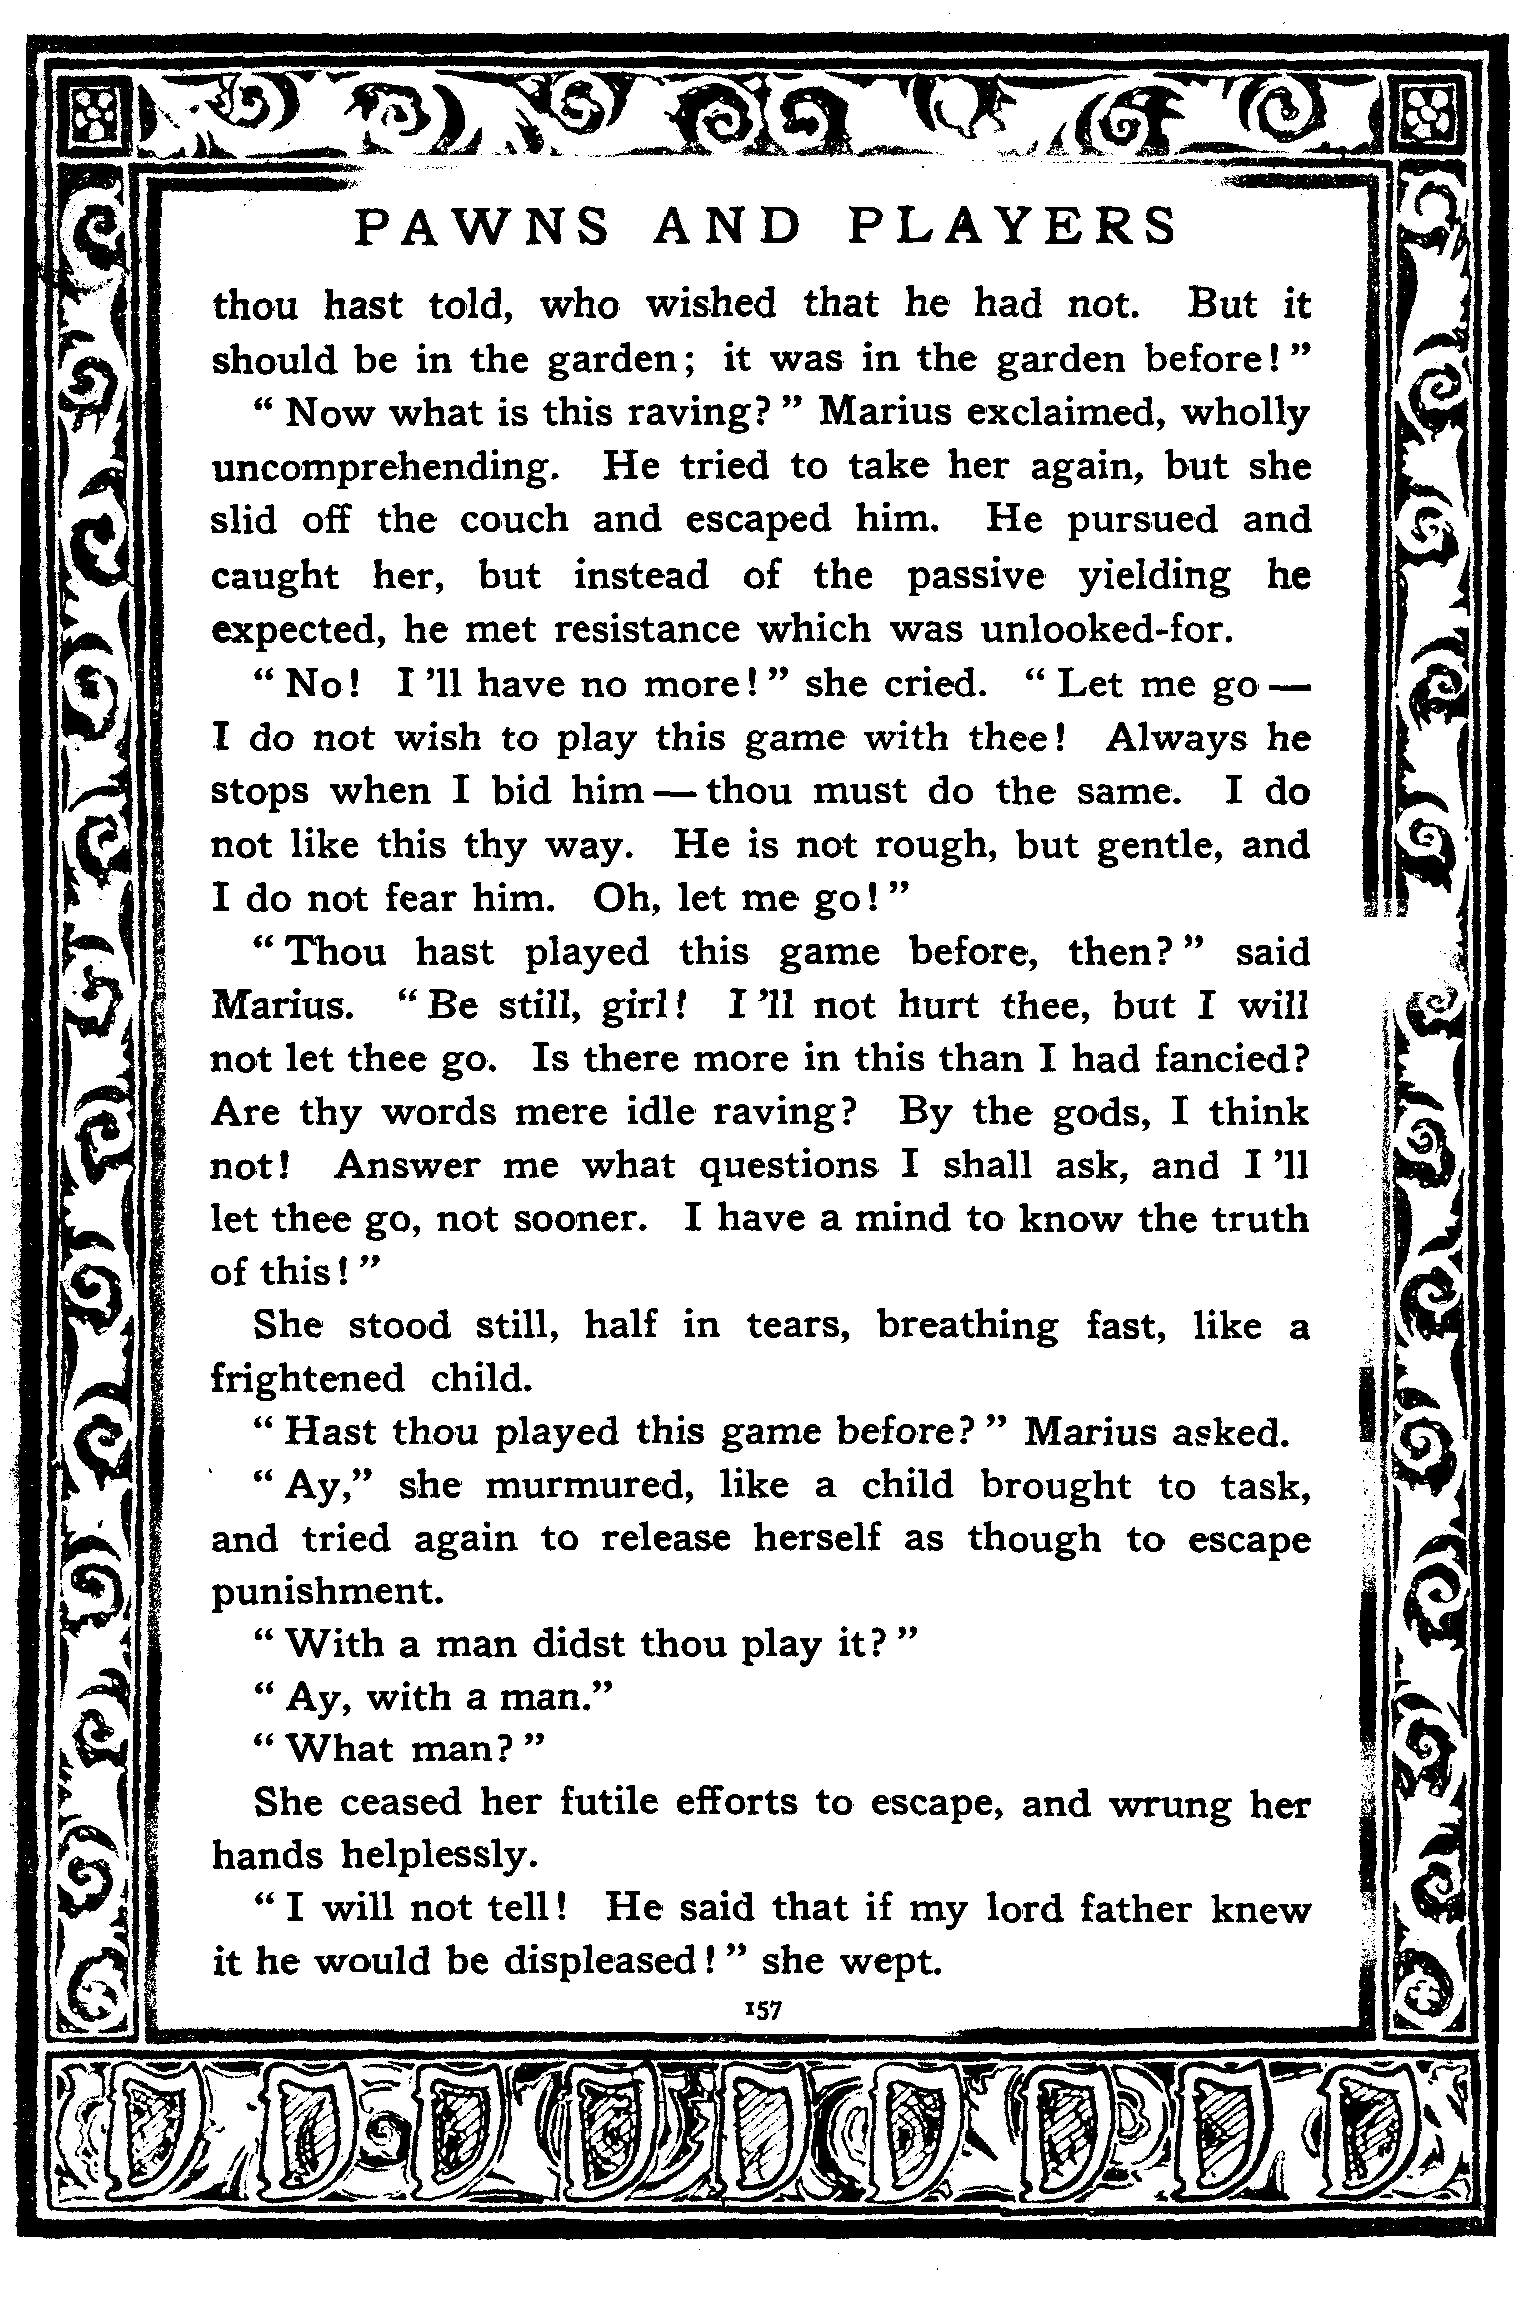 PAWNS AND PLAYERS
thou hast told, who wished that he had not. But it
should be in the garden; it was in the garden before!"
"Now what is this raving?" Marius exclaimed, wholly
uncomprehending. He tried to take her again, but she
slid off the couch and escaped him. He pursued and
caught her, but instead of the passive yielding he
expected, he met resistance which was unlooked-for.
"No! I'll have no more!" she cried. "Let me go—
I do not wish to play this game with thee! Always he
stops when I bid him—thou must do the same. I do
not like this thy way. He is not rough, but gentle, and
I do not fear him. Oh, let me go!"
"Thou hast played this game before, then?" said
Marius. "Be still, girl! I'll not hurt thee, but I will
not let thee go. Is there more in this than I had fancied?
Are thy words mere idle raving? By the gods, I think
not! Answer me what questions I shall ask, and I'll
let thee go, not sooner. I have a mind to know the truth
of this!"
She stood still, half in tears, breathing fast, like a
frightened child.
"Hast thou played this game before?" Marius asked.
"Ay," she murmured, like a child brought to task,
and tried again to release herself as though to escape
punishment.
"With a man didst thou play it?"
"Ay, with a man."
"What man?"
She ceased her futile efforts to escape, and wrung her
hands helplessly.
"I will not tell! He said that if my lord father knew
it he would be displeased!" she wept.
157